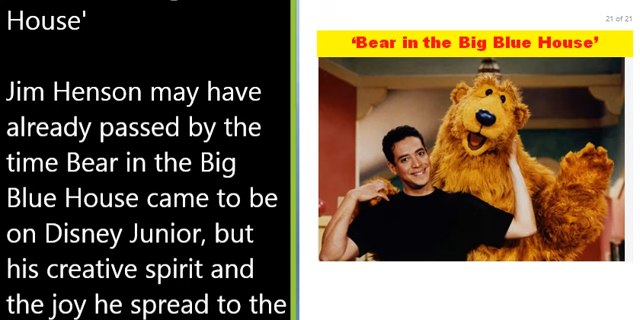 House'
Jim Henson may have
already passed by the
time Bear in the Big
Blue House came to be
on Disney Junior, but
his creative spirit and
the joy he spread to the
21 of 21
‘Bear in the Big Blue House’